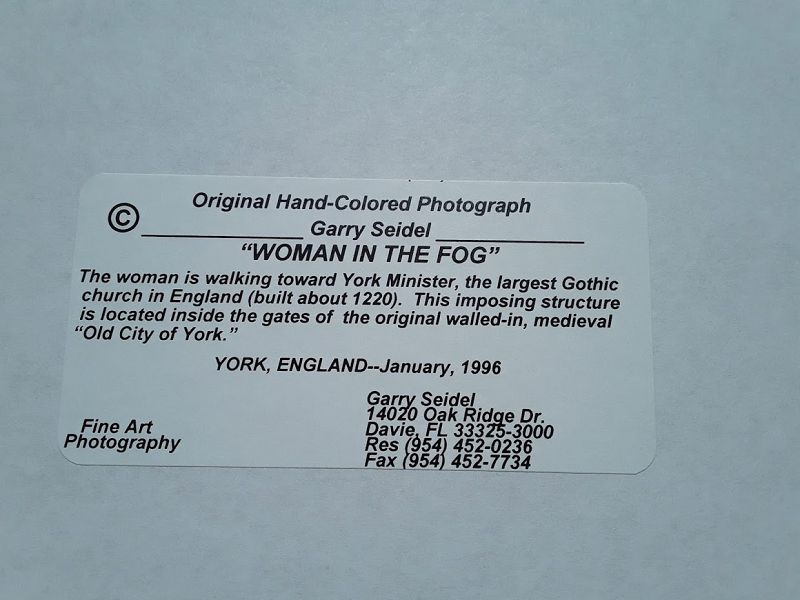 Original Hand-Colored Photograph
© ________________ Garry Seidel ________________
“WOMAN IN THE FOG”
The woman is walking toward York Minister, the largest Gothic
church in England (built about 1220). This imposing structure
is located inside the gates of the original walled-in, medieval
“Old City of York.”
YORK, ENGLAND--January, 1996
Fine Art
Photography
Garry Seidel
14020 Oak Ridge Dr.
Davie, FL 33325-3000
Res (954) 452-0236
Fax (954) 452-7734